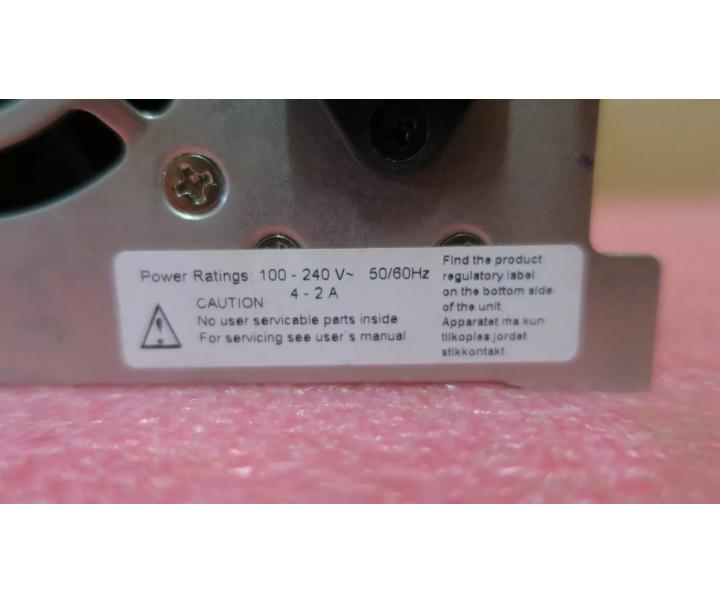 Power Ratings: 100 - 240 V~ 50/60Hz
4 - 2 A
CAUTION:
No user servicable parts inside
For servicing see user's manual
Find the product
regulatory label
on the bottom side
of the unit
Apparatet ma kun
tilkoples jordet
stikkontakt